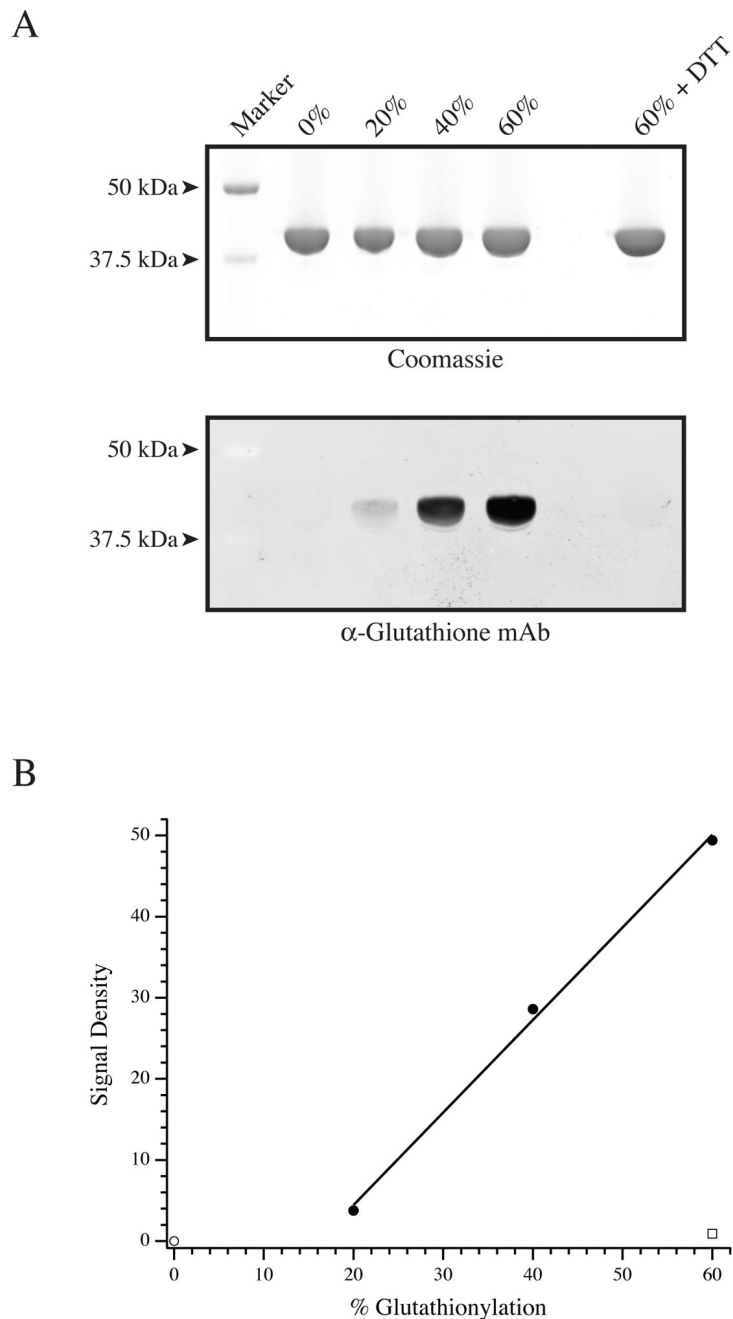 A
Marker 0% 20% 40% 60% 60% + DTT
50 kDa
37.5 kDa
Coomassie
50 kDa
37.5 kDa
α-Glutathione mAb
B
50
40
30
20
10
0
Signal Density
0 10 20 30 40 50 60
% Glutathionylation